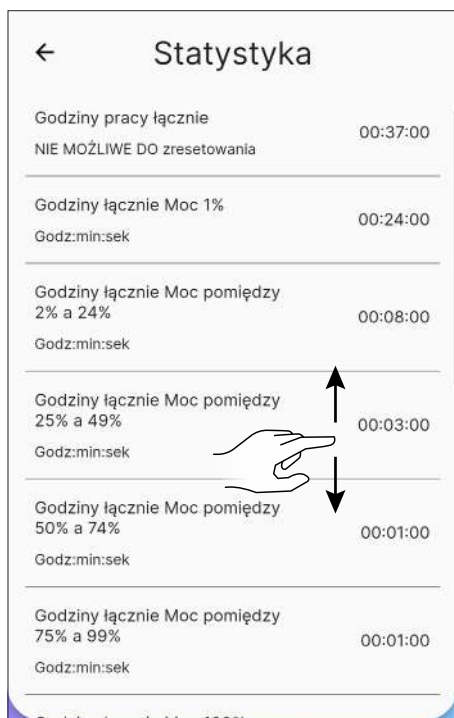 Statystyka
Godziny pracy łącznie
NIE MOŻLIWE DO zresetowania
00:37:00
Godziny łącznie Moc 1%
Godz:min:sek
00:24:00
Godziny łącznie Moc pomiędzy
2% a 24%
Godz:min:sek
00:08:00
Godziny łącznie Moc pomiędzy
25% a 49%
Godz:min:sek
00:03:00
Godziny łącznie Moc pomiędzy
50% a 74%
Godz:min:sek
00:01:00
Godziny łącznie Moc pomiędzy
75% a 99%
Godz:min:sek
00:01:00